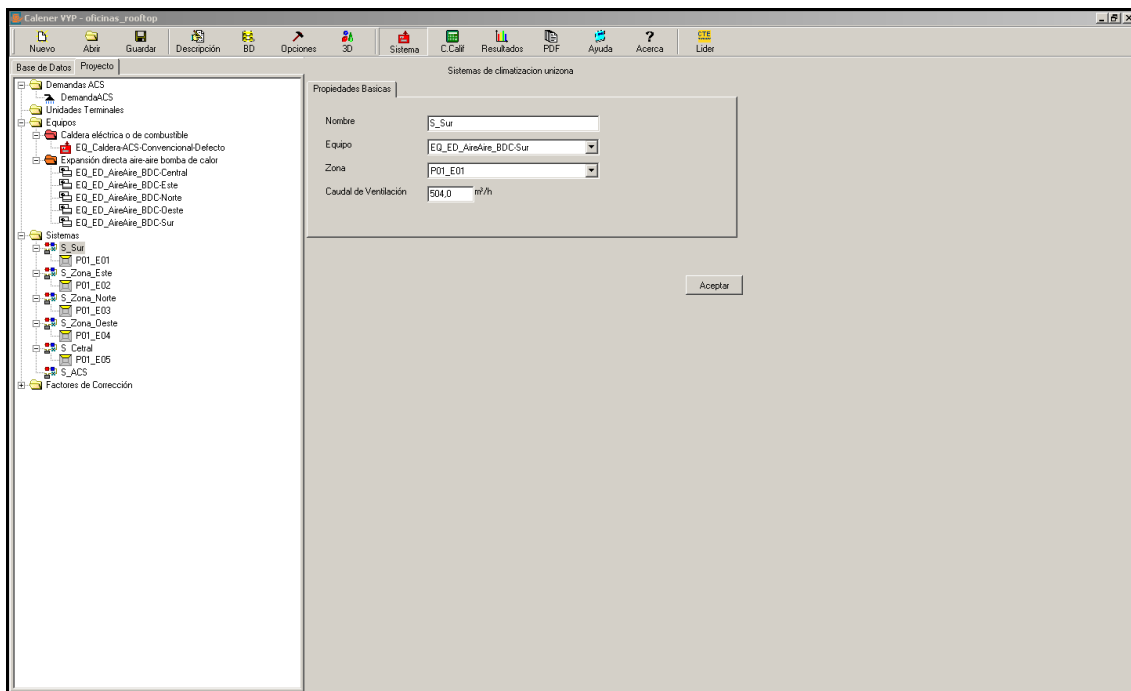 Calener VYP - oficinas_rooftop
Nuevo Abrir Guardar Descripción BD Opciones 3D Sistema C.Calif Resultados PDF Ayuda ? Acerca CTE Lider
Base de Datos Proyecto
Demandas ACS
DemandaACS
Unidades Terminales
Equipos
Caldera eléctrica o de combustible
EQ_Caldera-ACS-Convencional-Defecto
Expansión directa aire-aire bomba de calor
EQ_ED_AireAire_BDC-Central
EQ_ED_AireAire_BDC-Este
EQ_ED_AireAire_BDC-Norte
EQ_ED_AireAire_BDC-Oeste
EQ_ED_AireAire_BDC-Sur
Sistemas
S_Sur
P01_E01
S_Zona_Este
P01_E02
S_Zona_Norte
P01_E03
S_Zona_Oeste
P01_E04
S_Cetral
P01_E05
S_ACS
Factores de Corrección
Sistemas de climatizacion unizona
Propiedades Basicas
Nombre S_Sur
Equipo EQ_ED_AireAire_BDC-Sur
Zona P01_E01
Caudal de Ventilación 504,0 m³/h
Aceptar